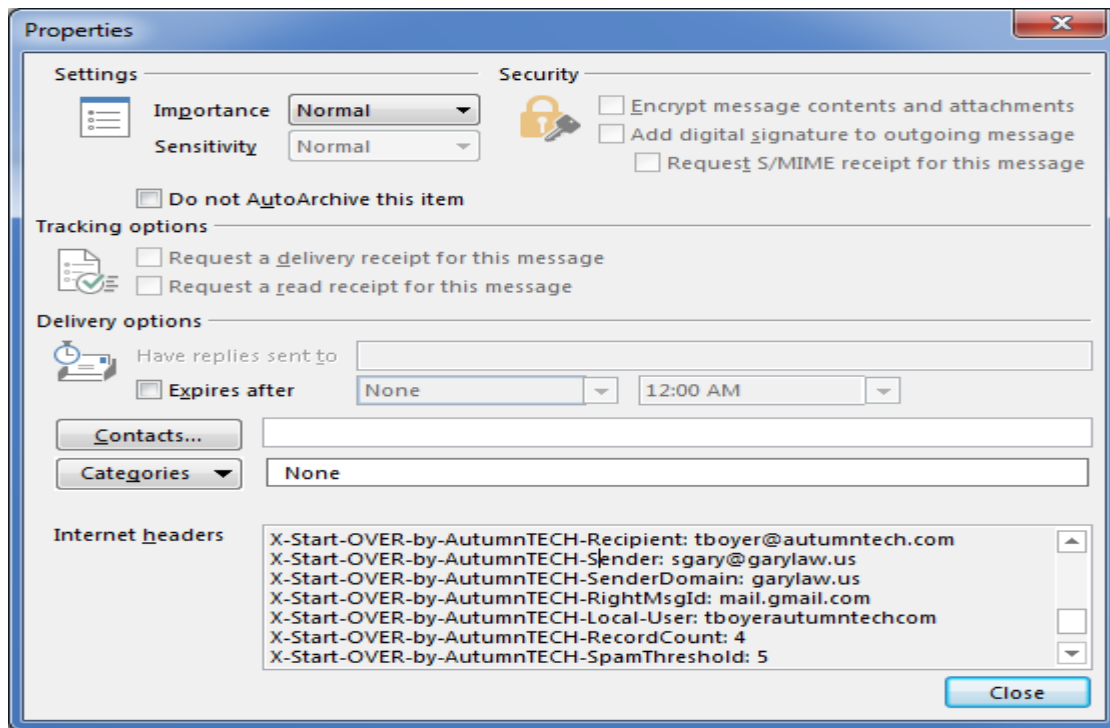 Properties
Settings
Security
Importance Normal
Encrypt message contents and attachments
Sensitivity Normal
Add digital signature to outgoing message
Request S/MIME receipt for this message
Do not AutoArchive this item
Tracking options
Request a delivery receipt for this message
Request a read receipt for this message
Delivery options
Have replies sent to
Expires after None 12:00 AM
Contacts...
Categories None
Internet headers
X-Start-OVER-by-AutumnTECH-Recipient: tboyer@autumntech.com
X-Start-OVER-by-AutumnTECH-Sender: sgary@garylaw.us
X-Start-OVER-by-AutumnTECH-SenderDomain: garylaw.us
X-Start-OVER-by-AutumnTECH-RightMsgId: mail.gmail.com
X-Start-OVER-by-AutumnTECH-Local-User: tboyerautumntechcom
X-Start-OVER-by-AutumnTECH-RecordCount: 4
X-Start-OVER-by-AutumnTECH-SpamThreshold: 5
Close